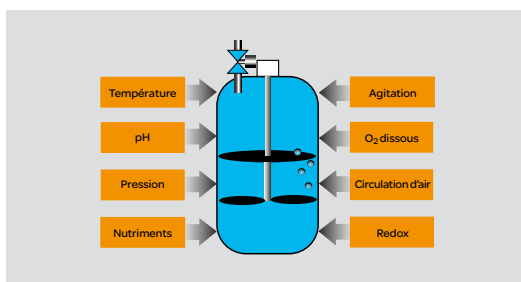 Température
Agitation
pH
O₂ dissous
Pression
Circulation d'air
Nutriments
Redox